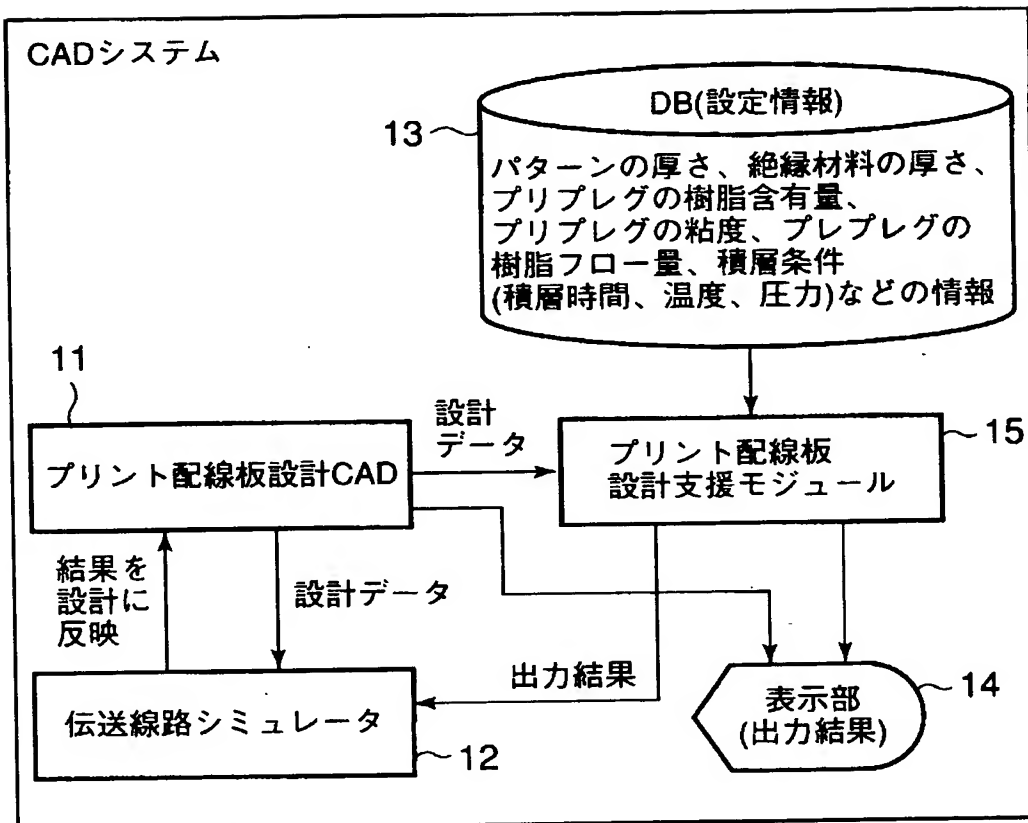 CADシステム
DB(設定情報)
13
パターンの厚さ、絶縁材料の厚さ、
プリプレグの樹脂含有量、
プリプレグの粘度、プレプレグの
樹脂フロー量、積層条件
(積層時間、温度、圧力)などの情報
11
プリント配線板設計CAD
設計
データ
プリント配線板
設計支援モジュール
15
結果を
設計に
反映
設計データ
出力結果
伝送線路シミュレータ
12
表示部
(出力結果)
14